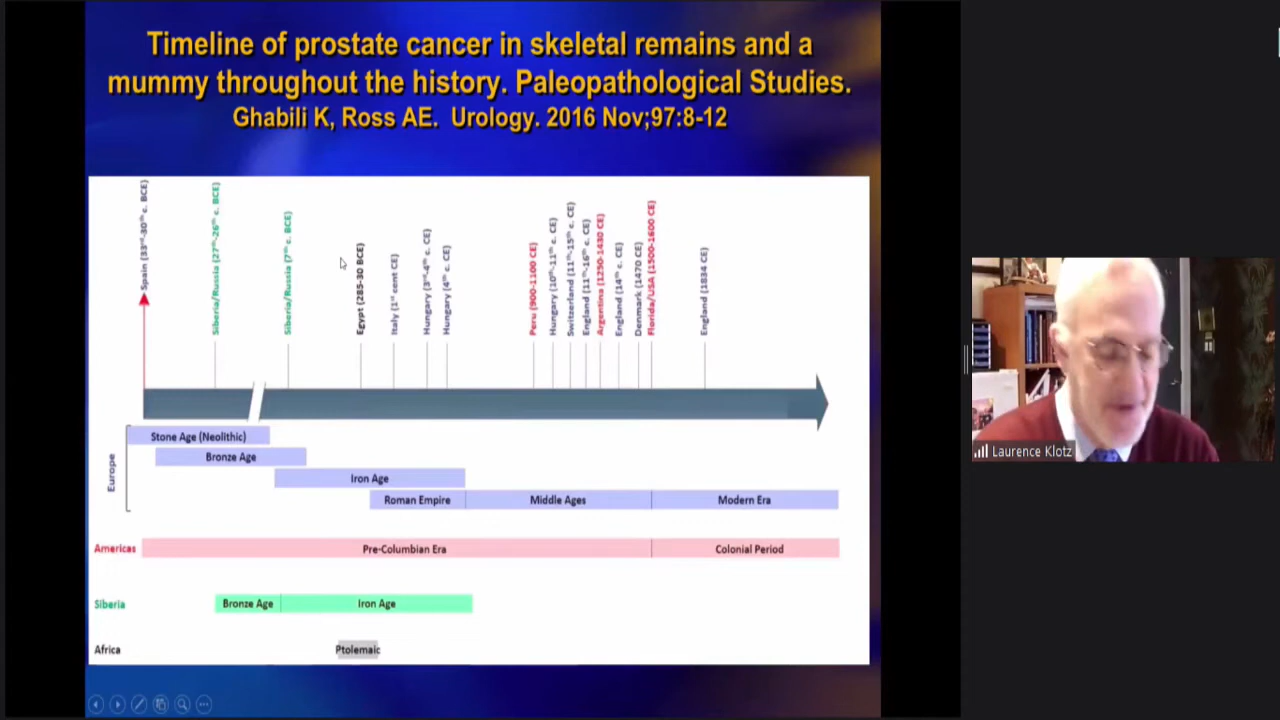 Timeline of prostate cancer in skeletal remains and a
mummy throughout the history. Paleopathological Studies.
Ghabili K, Ross AE. Urology. 2016 Nov;97:8-12
Spain (33rd-30th c. BCE)
Siberia/Russia (27th-26th c. BCE)
Siberia/Russia (7th c. BCE)
Egypt (285-30 BCE)
Italy (1st cent CE)
Hungary (3rd-4th c. CE)
Hungary (4th c. CE)
Peru (900-1100 CE)
Hungary (10th-11th c. CE)
Switzerland (11th-15th c. CE)
England (11th-16th c. CE)
Argentina (1250-1430 CE)
England (14th c. CE)
Denmark (1470 CE)
Florida/USA (1500-1600 CE)
England (1834 CE)
Europe
Stone Age (Neolithic)
Bronze Age
Iron Age
Roman Empire Middle Ages Modern Era
Americas Pre-Columbian Era Colonial Period
Siberia Bronze Age Iron Age
Africa Ptolemaic
Laurence Klotz